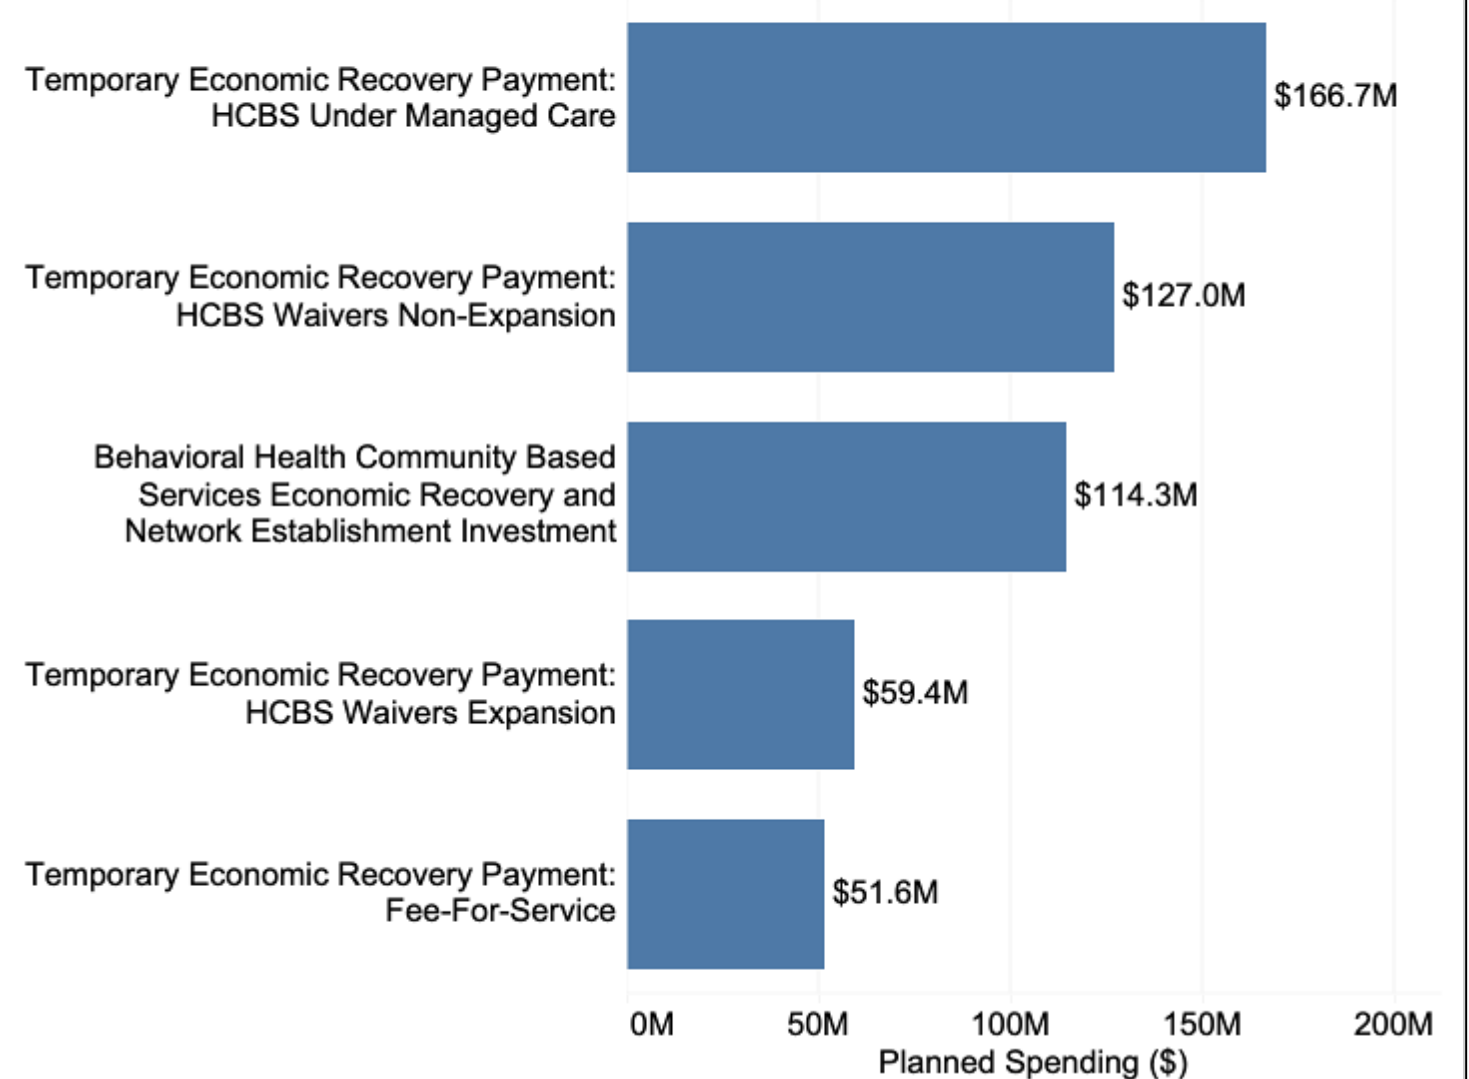 Temporary Economic Recovery Payment:
HCBS Under Managed Care
$166.7M
Temporary Economic Recovery Payment:
HCBS Waivers Non-Expansion
$127.0M
Behavioral Health Community Based
Services Economic Recovery and
Network Establishment Investment
$114.3M
Temporary Economic Recovery Payment:
HCBS Waivers Expansion
$59.4M
Temporary Economic Recovery Payment:
Fee-For-Service
$51.6M
0M 50M 100M 150M 200M
Planned Spending ($)